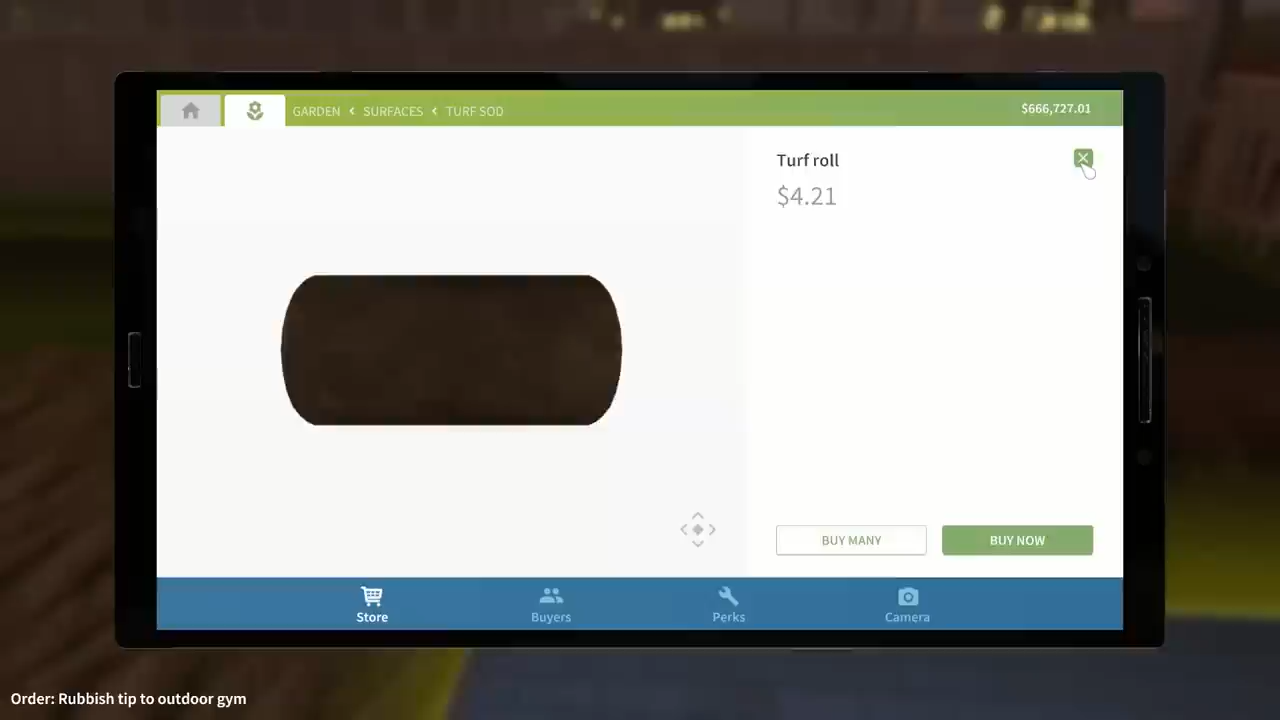 GARDEN < SURFACES < TURF SOD
$666,727.01
Turf roll
$4.21
BUY MANY
BUY NOW
Store
Buyers
Perks
Camera
Order: Rubbish tip to outdoor gym